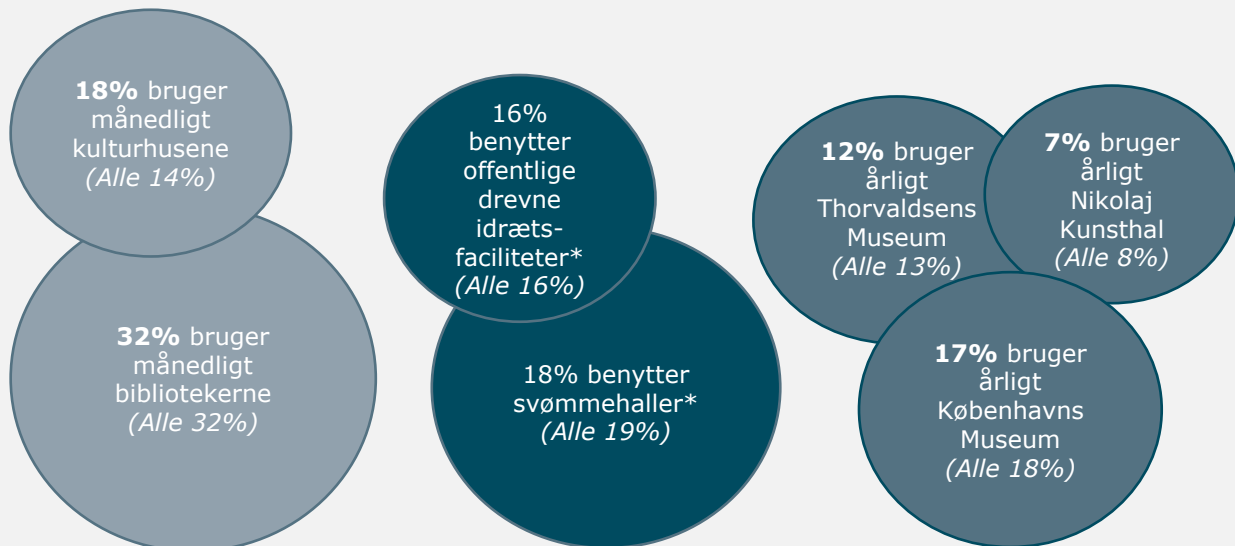 18% bruger
månedligt
kulturhusene
(Alle 14%)
32% bruger
månedligt
bibliotekerne
(Alle 32%)
16%
benytter
offentlige
drevne
idræts-
faciliteter*
(Alle 16%)
18% benytter
svømmehaller*
(Alle 19%)
12% bruger
årligt
Thorvaldsens
Museum
(Alle 13%)
7% bruger
årligt
Nikolaj
Kunsthal
(Alle 8%)
17% bruger
årligt
Københavns
Museum
(Alle 18%)